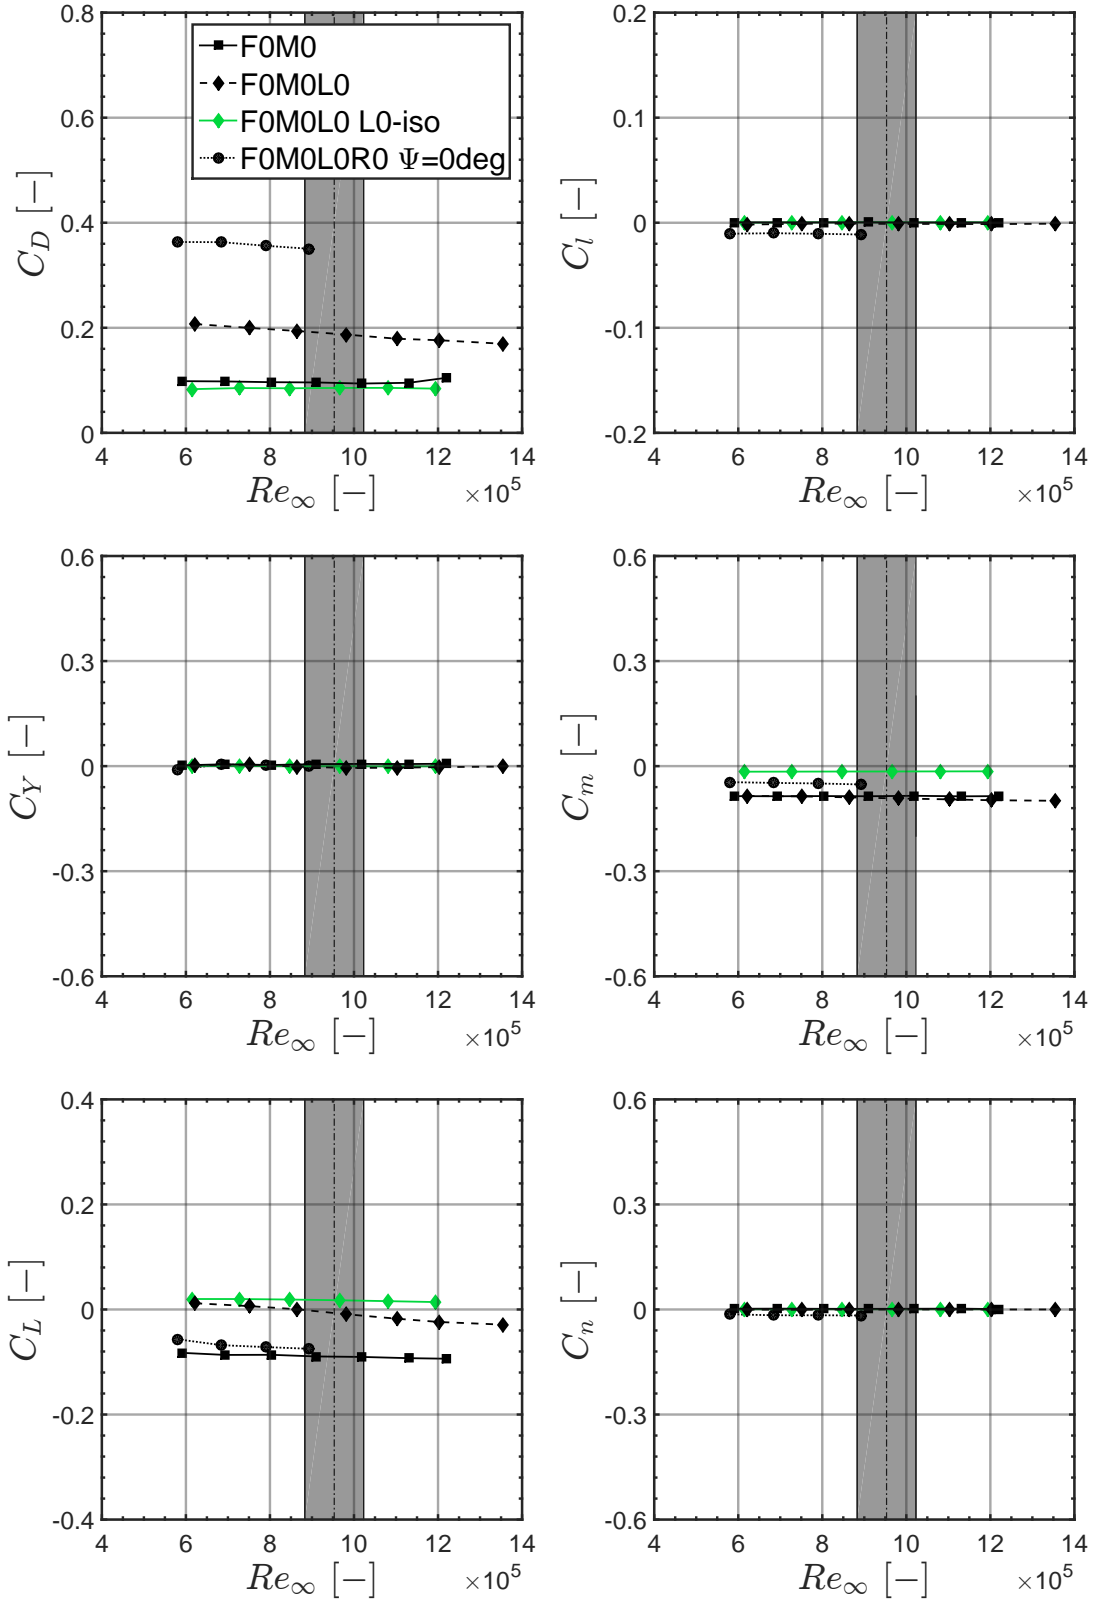 0.8
0.6
0.4
0.2
0
C_D [−]
F0M0
F0M0L0
F0M0L0 L0-iso
F0M0L0R0 Ψ=0deg
4 6 8 10 12 14
Re_∞ [−] ×10^5
0.2
0.1
0
-0.1
-0.2
C_l [−]
4 6 8 10 12 14
Re_∞ [−] ×10^5
0.6
0.3
0
-0.3
-0.6
C_Y [−]
4 6 8 10 12 14
Re_∞ [−] ×10^5
0.6
0.3
0
-0.3
-0.6
C_m [−]
4 6 8 10 12 14
Re_∞ [−] ×10^5
0.4
0.2
0
-0.2
-0.4
C_L [−]
4 6 8 10 12 14
Re_∞ [−] ×10^5
0.6
0.3
0
-0.3
-0.6
C_n [−]
4 6 8 10 12 14
Re_∞ [−] ×10^5